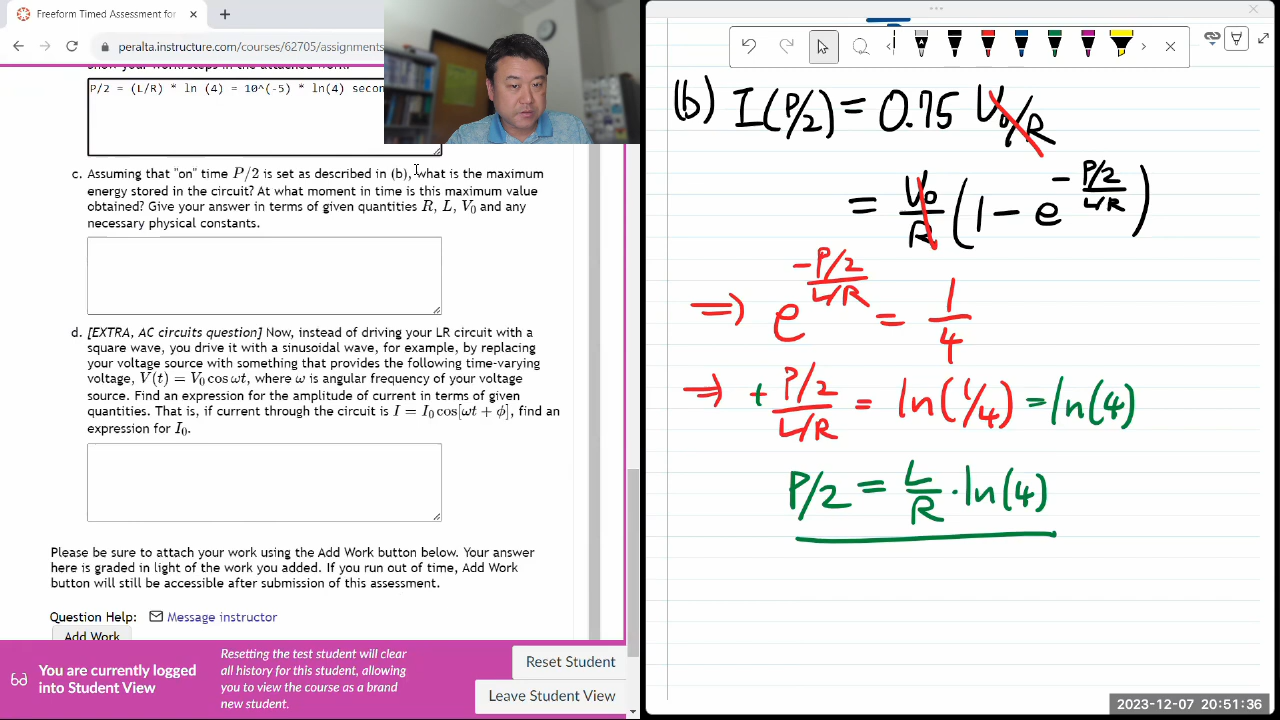 Freeform Timed Assessment for
peralta.instructure.com/courses/62705/assignments
P/2 = (L/R) * ln (4) = 10^(-5) * ln(4) secon
c. Assuming that "on" time P/2 is set as described in (b), what is the maximum
energy stored in the circuit? At what moment in time is this maximum value
obtained? Give your answer in terms of given quantities R, L, V₀ and any
necessary physical constants.
d. [EXTRA, AC circuits question] Now, instead of driving your LR circuit with a
square wave, you drive it with a sinusoidal wave, for example, by replacing
your voltage source with something that provides the following time-varying
voltage, V(t) = V₀ cos ωt, where ω is angular frequency of your voltage
source. Find an expression for the amplitude of current in terms of given
quantities. That is, if current through the circuit is I = I₀ cos[ωt + ϕ], find an
expression for I₀.
Please be sure to attach your work using the Add Work button below. Your answer
here is graded in light of the work you added. If you run out of time, Add Work
button will still be accessible after submission of this assessment.
Question Help: Message instructor
Add Work
You are currently logged
into Student View
Resetting the test student will clear
all history for this student, allowing
you to view the course as a brand
new student.
Reset Student
Leave Student View
(b) I(P/2) = 0.75 V₀/R
= V₀/R (1 - e^(-(P/2)/(L/R)))
=> e^(-(P/2)/(L/R)) = 1/4
=> + (P/2)/(L/R) = ln(1/4) = ln(4)
P/2 = L/R · ln(4)
2023-12-07 20:51:36